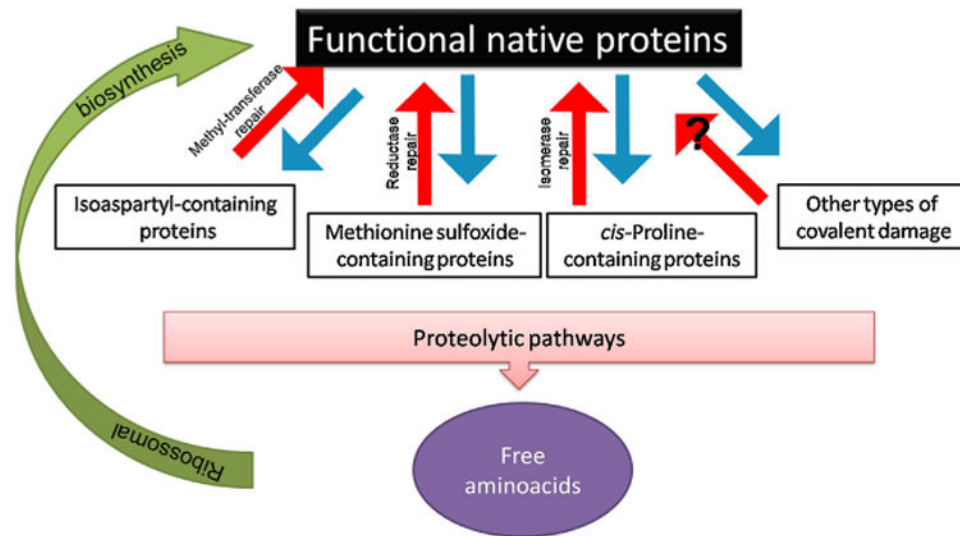 Functional native proteins
biosynthesis
Methyl-transferase
repair
Reductase
repair
Isomerase
repair
?
Isoaspartyl-containing
proteins
Methionine sulfoxide-
containing proteins
cis-Proline-
containing proteins
Other types of
covalent damage
Proteolytic pathways
Ribossomal
Free
aminoacids